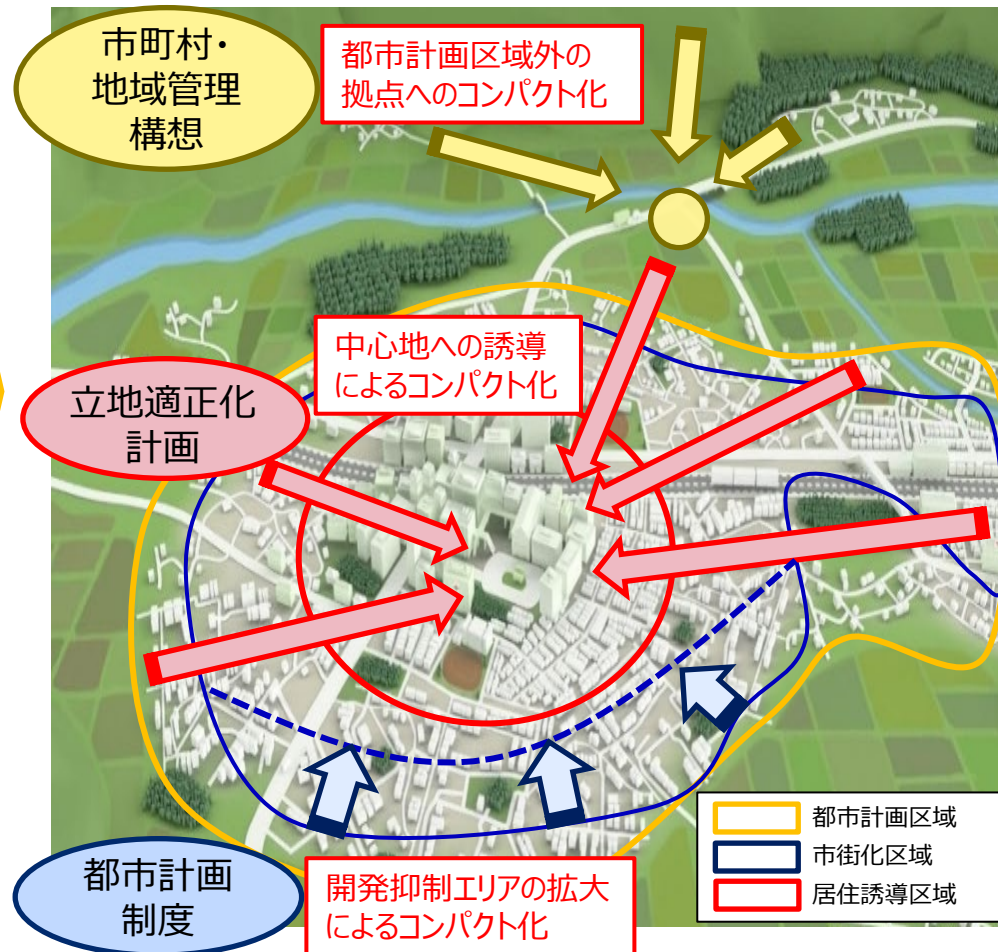 市町村・
地域管理
構想
都市計画区域外の
拠点へのコンパクト化
中心地への誘導
によるコンパクト化
立地適正化
計画
都市計画
制度
開発抑制エリアの拡大
によるコンパクト化
都市計画区域
市街化区域
居住誘導区域